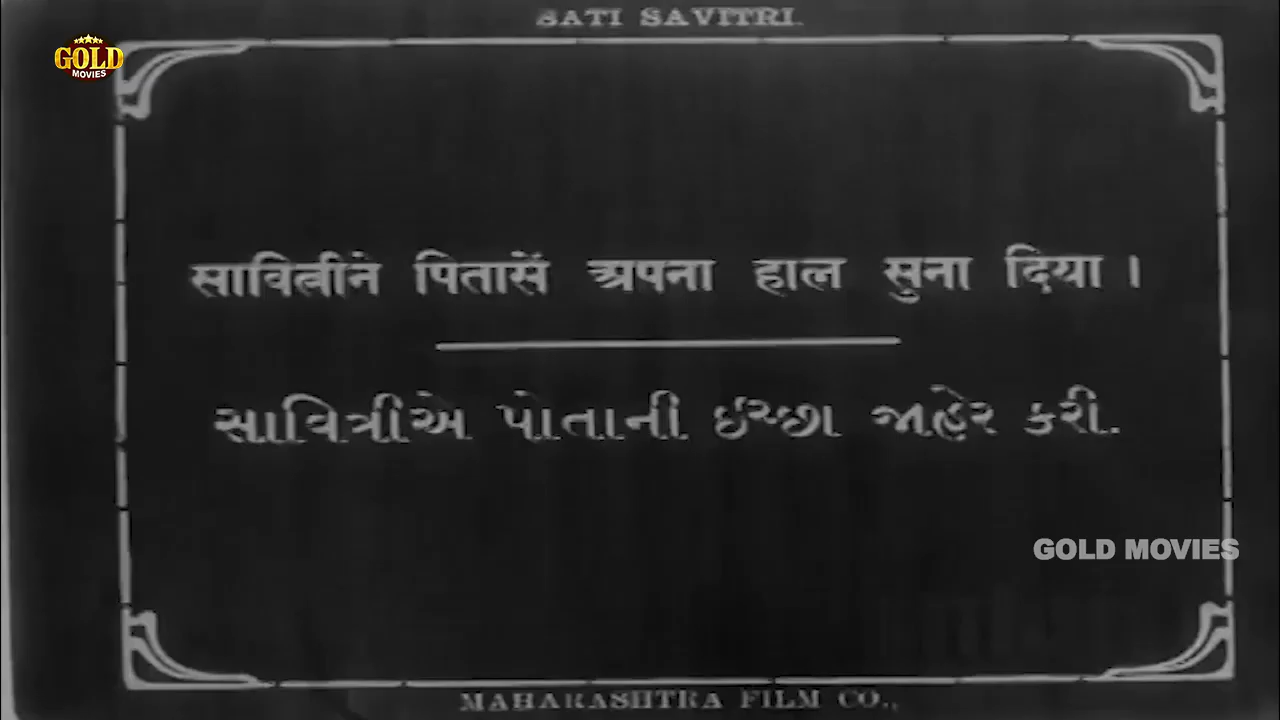 SATI SAVITRI.
GOLD
MOVIES
सावित्रीने पितासें अपना हाल सुना दिया।
સાવિત્રીએ પોતાની ઇચ્છા જાહેર કરી.
GOLD MOVIES
MAHARASHTRA FILM CO.,